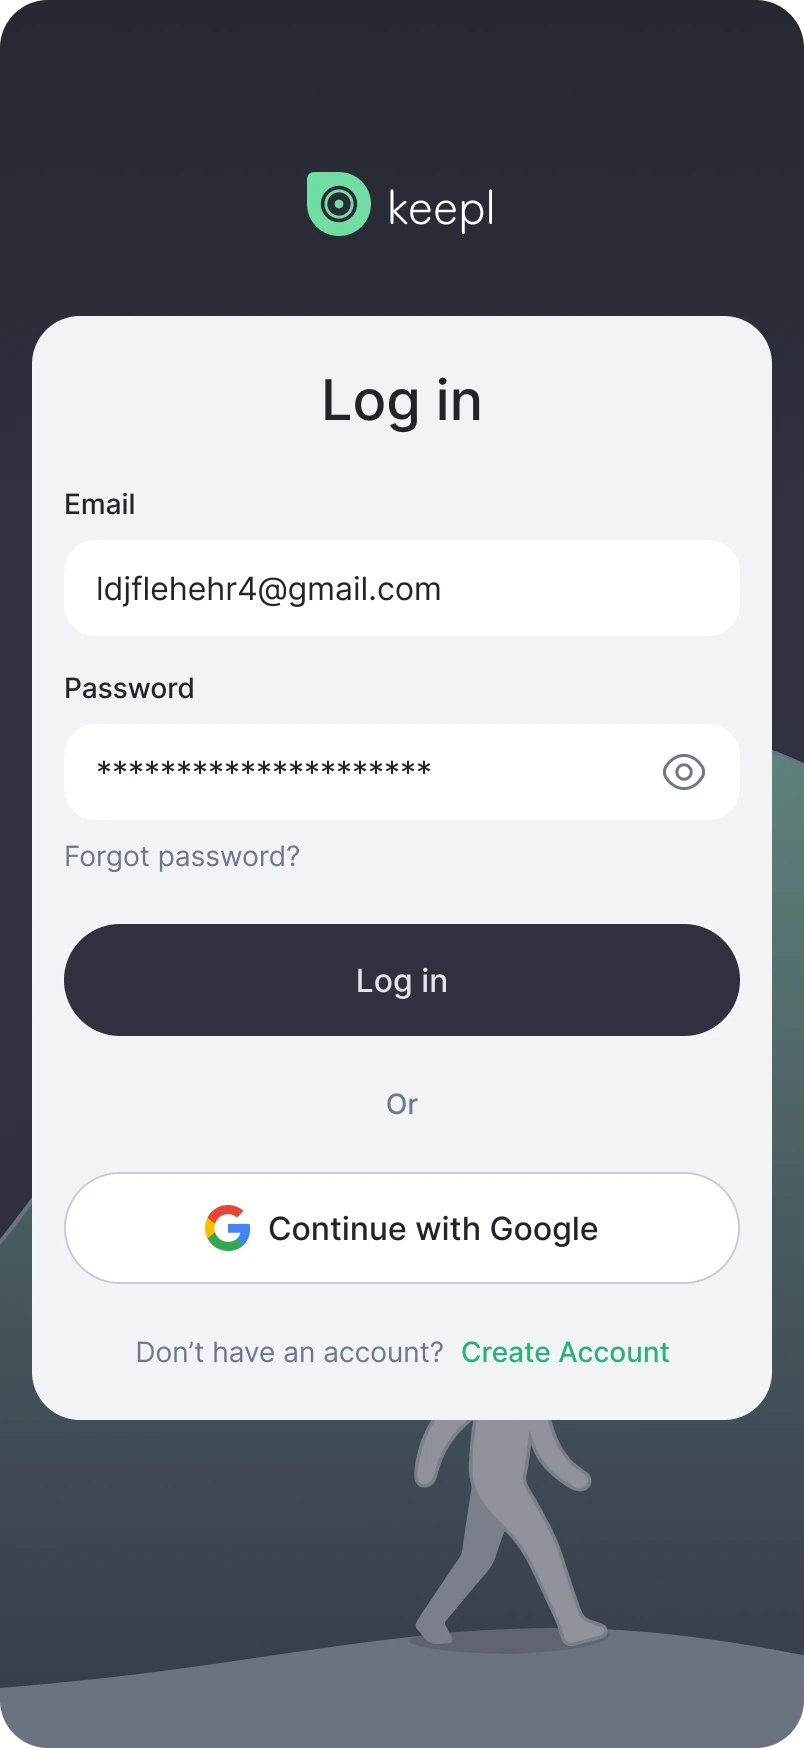 keepl
Log in
Email
ldjflehehr4@gmail.com
Password
*********************
Forgot password?
Log in
Or
Continue with Google
Don’t have an account? Create Account